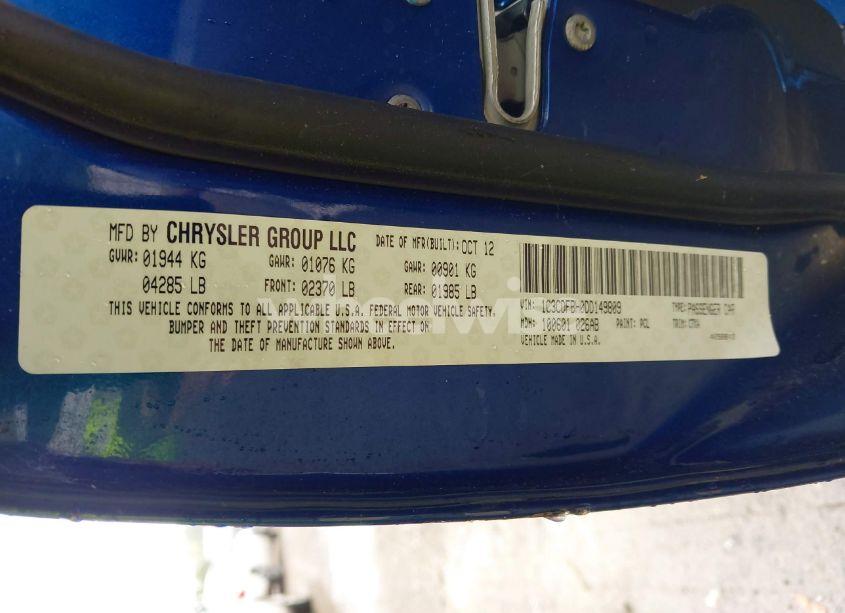 MFD BY CHRYSLER GROUP LLC DATE OF MFR(BUILT): OCT 12
GVWR: 01944 KG GAWR: 01076 KG GAWR: 00901 KG
04285 LB FRONT: 02370 LB REAR: 01985 LB
THIS VEHICLE CONFORMS TO ALL APPLICABLE U.S.A. FEDERAL MOTOR VEHICLE SAFETY,
BUMPER AND THEFT PREVENTION STANDARDS IN EFFECT ON
THE DATE OF MANUFACTURE SHOWN ABOVE.
VIN: TYPE: PASSENGER CAR
MDH: 100601 026AB PAINT: PCL TRIM:
VEHICLE MADE IN U.S.A.